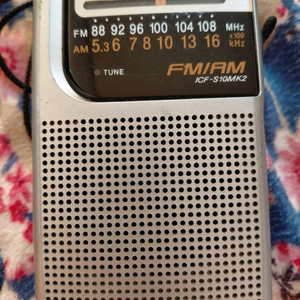 FM 88 92 96 100 104 108 MHz
AM 5.3 6 7 8 10 13 16 x100 kHz
TUNE
FM/AM
ICF-S10MK2